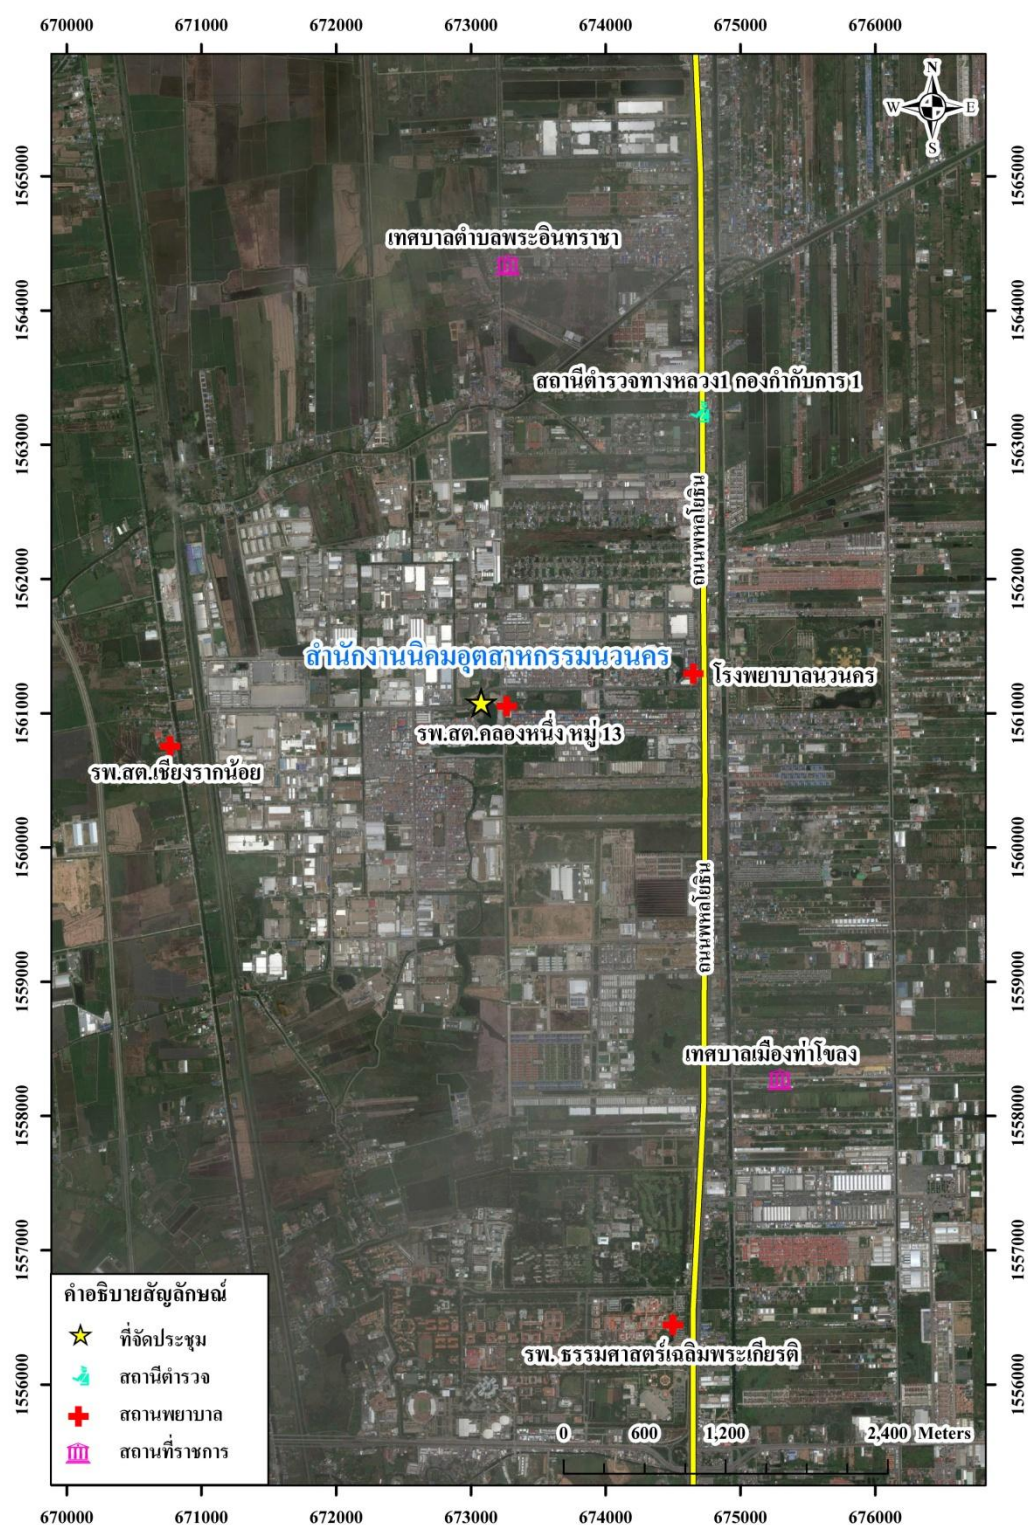 670000 671000 672000 673000 674000 675000 676000
N
W E
S
1565000 1565000
เทศบาลตำบลพระอินทราชา
1564000 1564000
สถานีตำรวจทางหลวง1 กองกำกับการ 1
1563000 1563000
ถนนพหลโยธิน
1562000 1562000
สำนักงานนิคมอุตสาหกรรมนวนคร
โรงพยาบาลนวนคร
1561000 1561000
รพ.สต.คลองหนึ่ง หมู่ 13
รพ.สต.เชียงรากน้อย
1560000 1560000
ถนนพหลโยธิน
1559000 1559000
เทศบาลเมืองท่าโขลง
1558000 1558000
1557000 1557000
คำอธิบายสัญลักษณ์
ที่จัดประชุม
สถานีตำรวจ
สถานพยาบาล
สถานที่ราชการ
รพ. ธรรมศาสตร์เฉลิมพระเกียรติ
1556000 1556000
0 600 1,200 2,400 Meters
670000 671000 672000 673000 674000 675000 676000